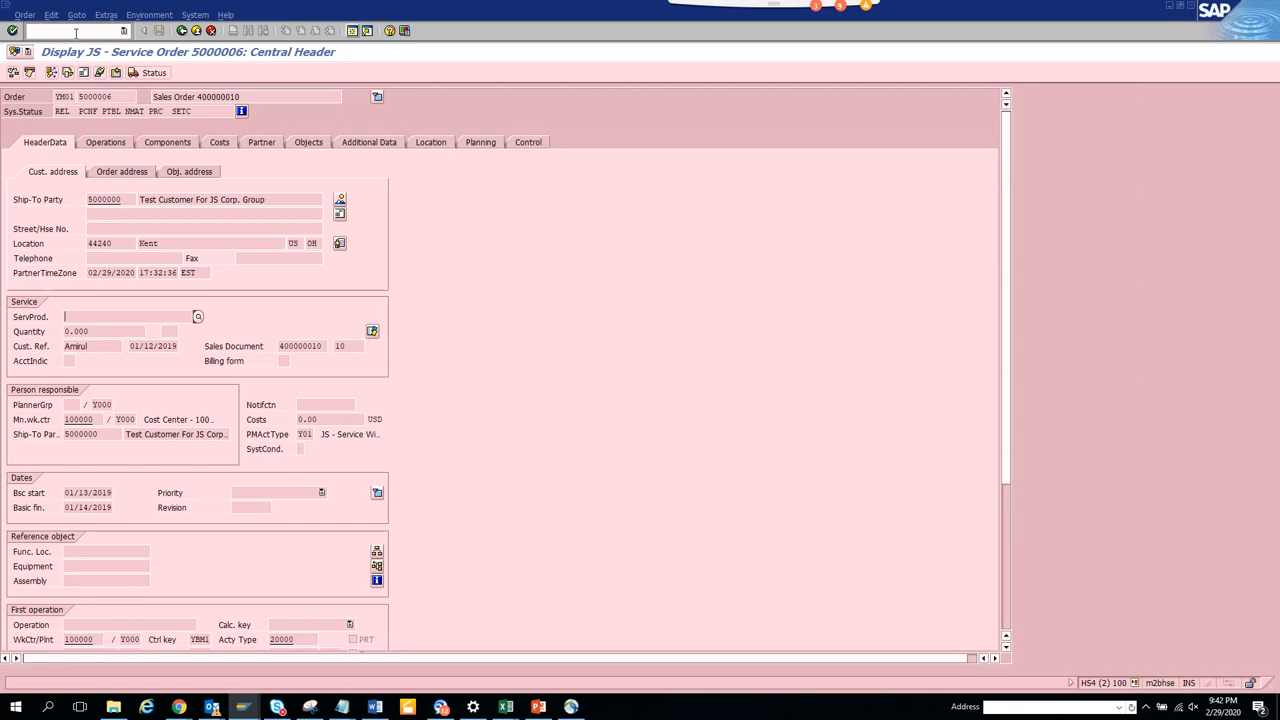 Order Edit Goto Extras Environment System Help
3 9
SAP
Display JS - Service Order 5000006: Central Header
Status
Order YM01 5000006 Sales Order 400000010
Sys.Status REL PCNF PTBL NMAT PRC SETC
HeaderData Operations Components Costs Partner Objects Additional Data Location Planning Control
Cust. address Order address Obj. address
Ship-To Party 5000000 Test Customer For JS Corp. Group
Street/Hse No.
Location 44240 Kent US OH
Telephone Fax
PartnerTimeZone 02/29/2020 17:32:36 EST
Service
ServProd.
Quantity 0.000
Cust. Ref. Amirul 01/12/2019 Sales Document 400000010 10
AcctIndic Billing form
Person responsible
PlannerGrp / Y000 Notifctn
Mn.wk.ctr 100000 / Y000 Cost Center - 100.. Costs 0.00 USD
Ship-To Par... 5000000 Test Customer For JS Corp... PMActType Y01 JS - Service Wi...
SystCond.
Dates
Bsc start 01/13/2019 Priority
Basic fin. 01/14/2019 Revision
Reference object
Func. Loc.
Equipment
Assembly
First operation
Operation Calc. key
WkCtr/Plnt 100000 / Y000 Ctrl key YBM1 Acty Type 20000 PRT
HS4 (2) 100 m2bhse INS
Address 9:42 PM
2/29/2020 2